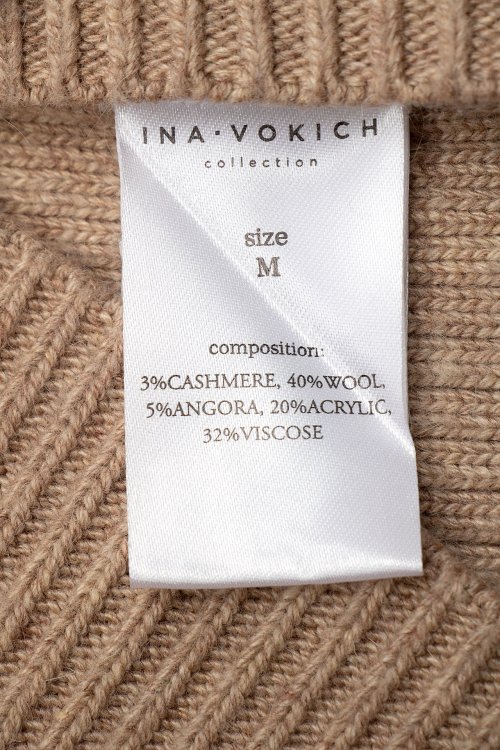 INA·VOKICH
collection
size
M
composition:
3%CASHMERE, 40%WOOL,
5%ANGORA, 20%ACRYLIC,
32%VISCOSE